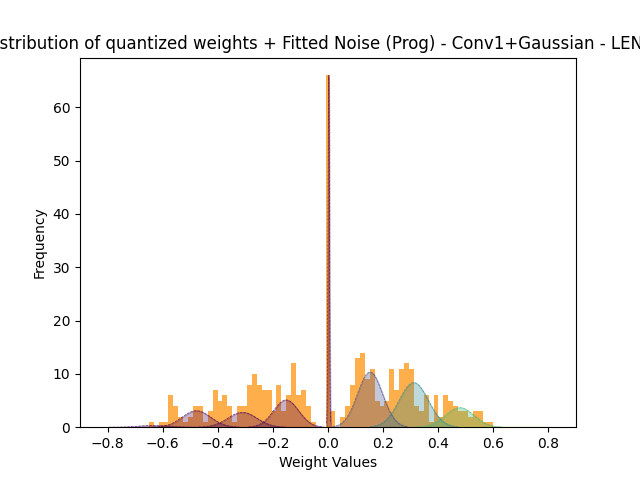 stribution of quantized weights + Fitted Noise (Prog) - Conv1+Gaussian - LEN
60
50
40
30
20
10
0
Frequency
−0.8 −0.6 −0.4 −0.2 0.0 0.2 0.4 0.6 0.8
Weight Values